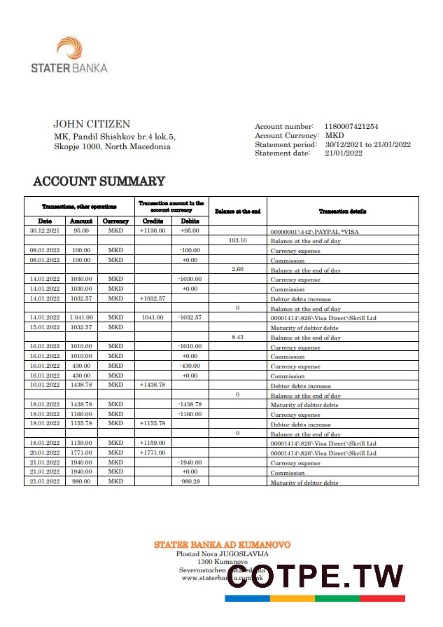 STATER BANKA
JOHN CITIZEN
MK, Pandil Shishkov br.4 lok.5,
Skopje 1000, North Macedonia
Account number: 1180007421254
Account Currency: MKD
Statement period: 30/12/2021 to 21/01/2022
Statement date: 21/01/2022
ACCOUNT SUMMARY
Transactions, other operations Transaction amount in the account currency Balance at the end Transaction details
Date Amount Currency Credits Debits
30.12.2021 95.00 MKD +1136.00 +95.00 00000001\442\PAYPAL *VISA
103.10 Balance at the end of day
08.01.2022 100.00 MKD -100.00 Currency expense
08.01.2022 100.00 MKD +0.00 Commission
2.60 Balance at the end of day
14.01.2022 1030.00 MKD -1030.00 Currency expense
14.01.2022 1030.00 MKD +0.00 Commission
14.01.2022 1032.57 MKD +1032.57 Debtor debts increase
0 Balance at the end of day
14.01.2022 1.041.00 MKD 1041.00 -1032.57 00001414\826\Visa Direct\Skrill Ltd
15.01.2022 1032.57 MKD Maturity of debtor debts
8.43 Balance at the end of day
16.01.2022 1010.00 MKD -1010.00 Currency expense
16.01.2022 1010.00 MKD +0.00 Commission
16.01.2022 430.00 MKD -430.00 Currency expense
16.01.2022 430.00 MKD +0.00 Commission
16.01.2022 1438.78 MKD +1438.78 Debtor debts increase
0 Balance at the end of day
18.01.2022 1438.78 MKD -1438.78 Maturity of debtor debts
18.01.2022 1160.00 MKD -1160.00 Currency expense
18.01.2022 1155.78 MKD +1155.78 Debtor debts increase
0 Balance at the end of day
18.01.2022 1159.00 MKD +1159.00 00001414\826\Visa Direct\Skrill Ltd
20.01.2022 1771.00 MKD +1771.00 00001414\826\Visa Direct\Skrill Ltd
21.01.2022 1940.00 MKD -1940.00 Currency expense
21.01.2022 1940.00 MKD +0.00 Commission
21.01.2022 980.00 MKD -980.28 Maturity of debtor debts
STATER BANKA AD KUMANOVO
Plostad Nova JUGOSLAVIJA
1300 Kumanovo
COTPE.TW